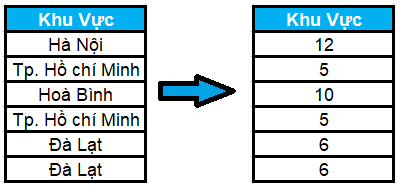 Khu Vực
Hà Nội
Tp. Hồ chí Minh
Hoà Bình
Tp. Hồ chí Minh
Đà Lạt
Đà Lạt
Khu Vực
12
5
10
5
6
6